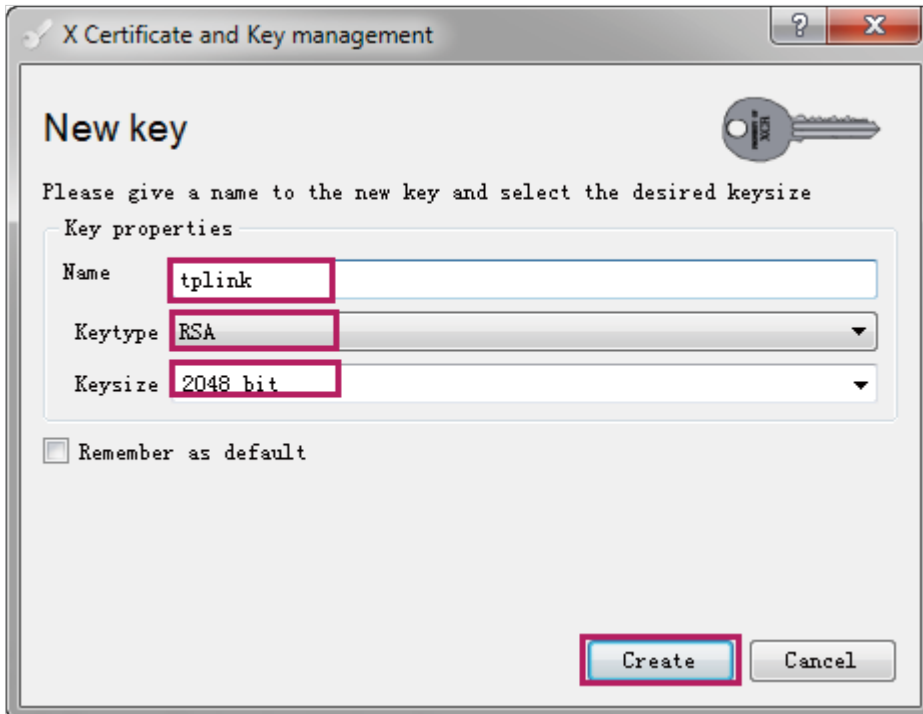 X Certificate and Key management
New key
Please give a name to the new key and select the desired keysize
Key properties
Name tplink
Keytype RSA
Keysize 2048 bit
Remember as default
Create Cancel